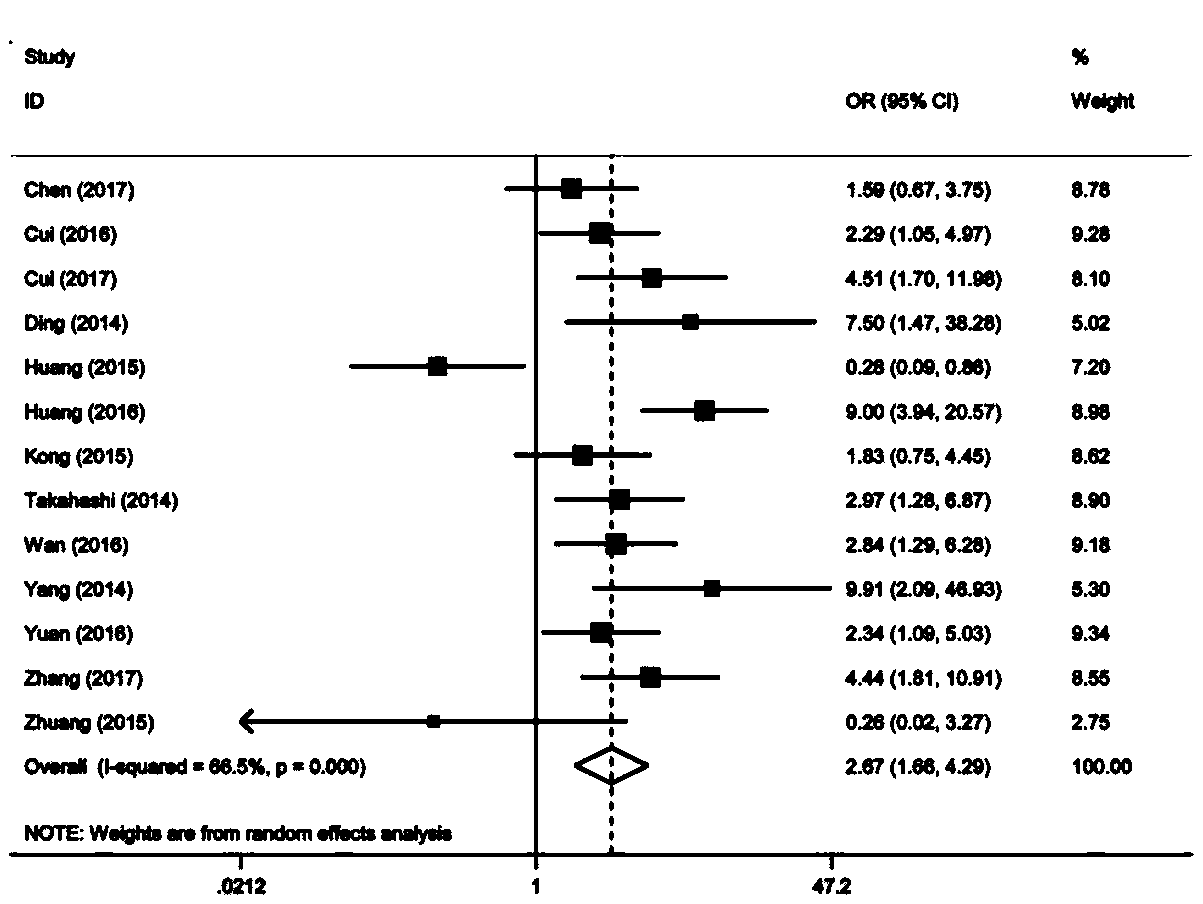 Study %
ID OR (95% CI) Weight
Chen (2017) 1.59 (0.67, 3.75) 8.78
Cui (2016) 2.29 (1.05, 4.97) 9.28
Cui (2017) 4.51 (1.70, 11.98) 8.10
Ding (2014) 7.50 (1.47, 38.28) 5.02
Huang (2015) 0.28 (0.09, 0.86) 7.20
Huang (2016) 9.00 (3.94, 20.57) 8.98
Kong (2015) 1.83 (0.75, 4.45) 8.62
Takahashi (2014) 2.97 (1.28, 6.87) 8.90
Wan (2016) 2.84 (1.29, 6.28) 9.18
Yang (2014) 9.91 (2.09, 46.93) 5.30
Yuan (2016) 2.34 (1.09, 5.03) 9.34
Zhang (2017) 4.44 (1.81, 10.91) 8.55
Zhuang (2015) 0.26 (0.02, 3.27) 2.75
Overall (I-squared = 66.5%, p = 0.000) 2.67 (1.66, 4.29) 100.00
NOTE: Weights are from random effects analysis
.0212 1 47.2